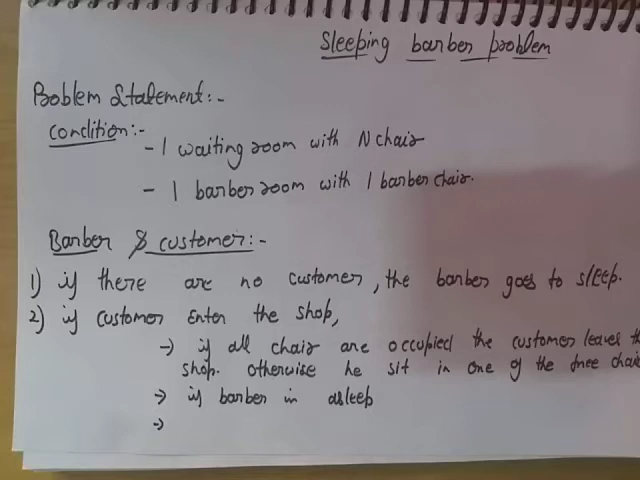 Sleeping barber problem
Problem Statement:-
Condition:-
- 1 waiting room with N chair
- 1 barber room with 1 barber chair.
Barber & customer:-
1) if there are no customer, the barber goes to sleep.
2) if customer Enter the shop,
→ if all chair are occupied the customer leaves the
shop. otherwise he sit in one of the free chair
→ if barber in asleep
→